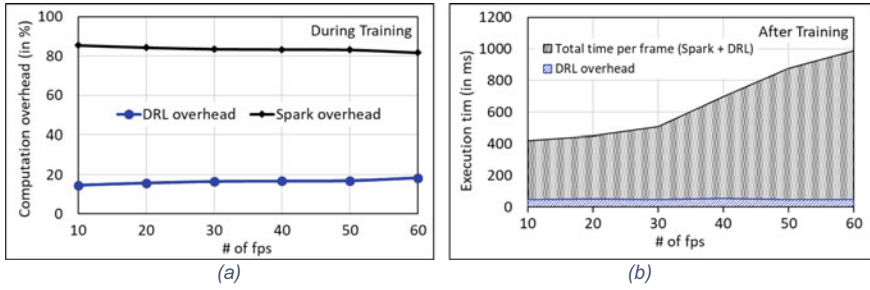 During Training
Computation overhead (in %)
100
80
60
40
20
0
DRL overhead
Spark overhead
10 20 30 40 50 60
# of fps
(a)
After Training
Execution tim (in ms)
1200
1000
800
600
400
200
0
Total time per frame (Spark + DRL)
DRL overhead
10 20 30 40 50 60
# of fps
(b)